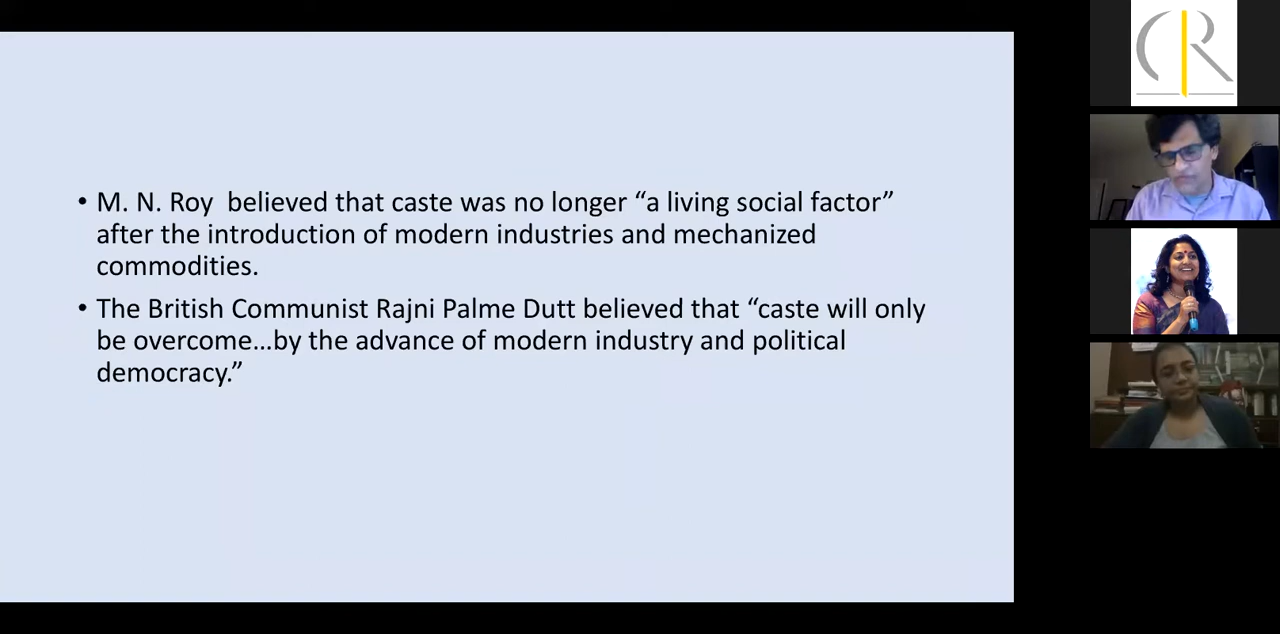 • M. N. Roy  believed that caste was no longer “a living social factor”
after the introduction of modern industries and mechanized
commodities.
• The British Communist Rajni Palme Dutt believed that “caste will only
be overcome…by the advance of modern industry and political
democracy.”
CR